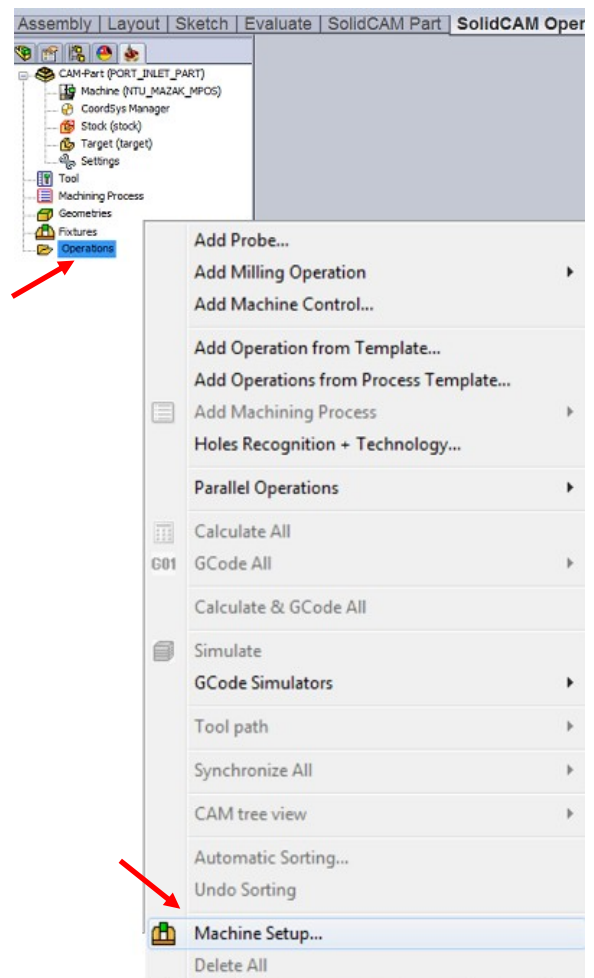 Assembly | Layout | Sketch | Evaluate | SolidCAM Part | SolidCAM Oper
CAM-Part (PORT_INLET_PART)
Machine (NTU_MAZAK_MPOS)
CoordSys Manager
Stock (stock)
Target (target)
Settings
Tool
Machining Process
Geometries
Fixtures
Operations
Add Probe...
Add Milling Operation
Add Machine Control...
Add Operation from Template...
Add Operations from Process Template...
Add Machining Process
Holes Recognition + Technology...
Parallel Operations
Calculate All
G01 GCode All
Calculate & GCode All
Simulate
GCode Simulators
Tool path
Synchronize All
CAM tree view
Automatic Sorting...
Undo Sorting
Machine Setup...
Delete All